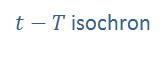 𝑡 − 𝑇 isochron